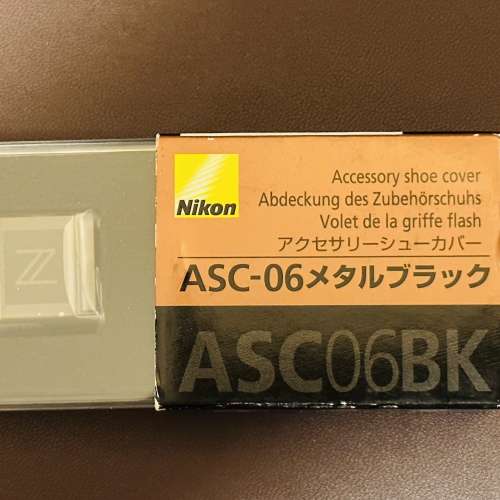 Nikon
Accessory shoe cover
Abdeckung des Zubehörschuhs
Volet de la griffe flash
アクセサリーシューカバー
ASC-06メタルブラック
ASC06BK
Z